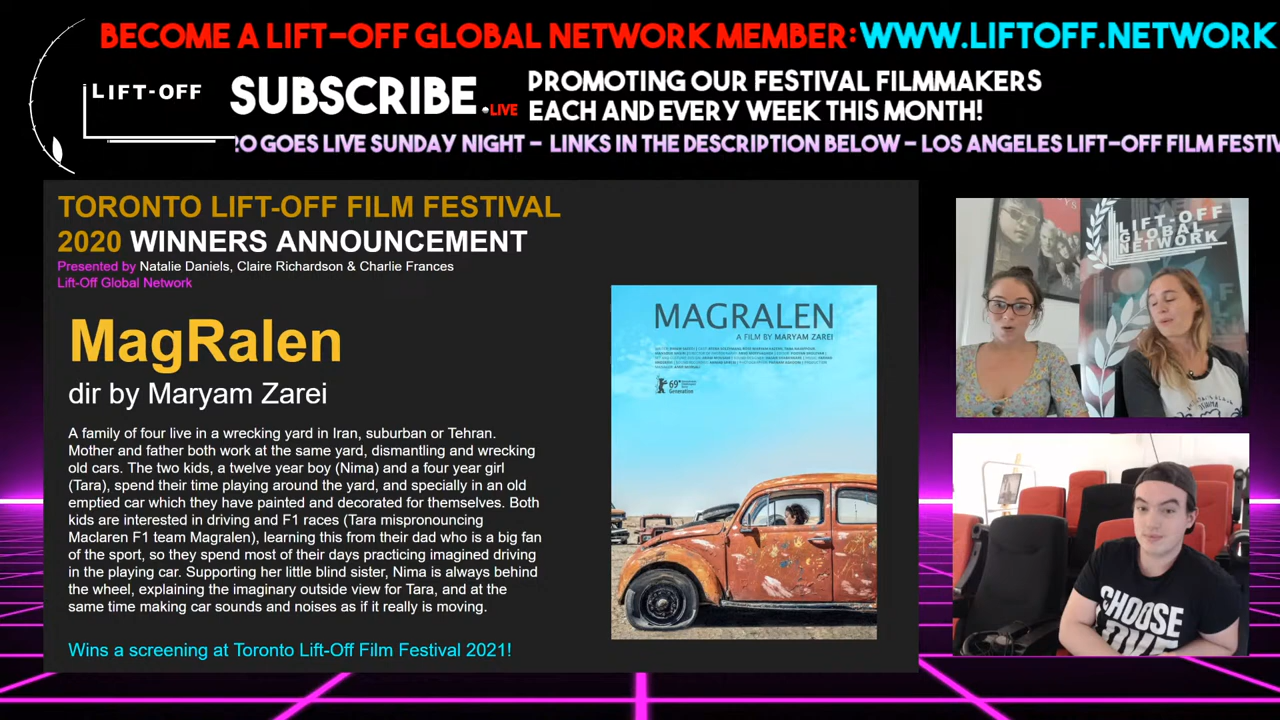 BECOME A LIFT-OFF GLOBAL NETWORK MEMBER: WWW.LIFTOFF.NETWORK
LIFT-OFF
SUBSCRIBE
.LIVE
PROMOTING OUR FESTIVAL FILMMAKERS
EACH AND EVERY WEEK THIS MONTH!
GOES LIVE SUNDAY NIGHT - LINKS IN THE DESCRIPTION BELOW - LOS ANGELES LIFT-OFF FILM
TORONTO LIFT-OFF FILM FESTIVAL
2020 WINNERS ANNOUNCEMENT
Presented by Natalie Daniels, Claire Richardson & Charlie Frances
Lift-Off Global Network
MagRalen
dir by Maryam Zarei
A family of four live in a wrecking yard in Iran, suburban or Tehran.
Mother and father both work at the same yard, dismantling and wrecking
old cars. The two kids, a twelve year boy (Nima) and a four year girl
(Tara), spend their time playing around the yard, and specially in an old
emptied car which they have painted and decorated for themselves. Both
kids are interested in driving and F1 races (Tara mispronouncing
Maclaren F1 team Magralen), learning this from their dad who is a big fan
of the sport, so they spend most of their days practicing imagined driving
in the playing car. Supporting her little blind sister, Nima is always behind
the wheel, explaining the imaginary outside view for Tara, and at the
same time making car sounds and noises as if it really is moving.
Wins a screening at Toronto Lift-Off Film Festival 2021!
MAGRALEN
A FILM BY MARYAM ZAREI
69
Generation
LIFT-OFF
GLOBAL
NETWORK
CHOOSE